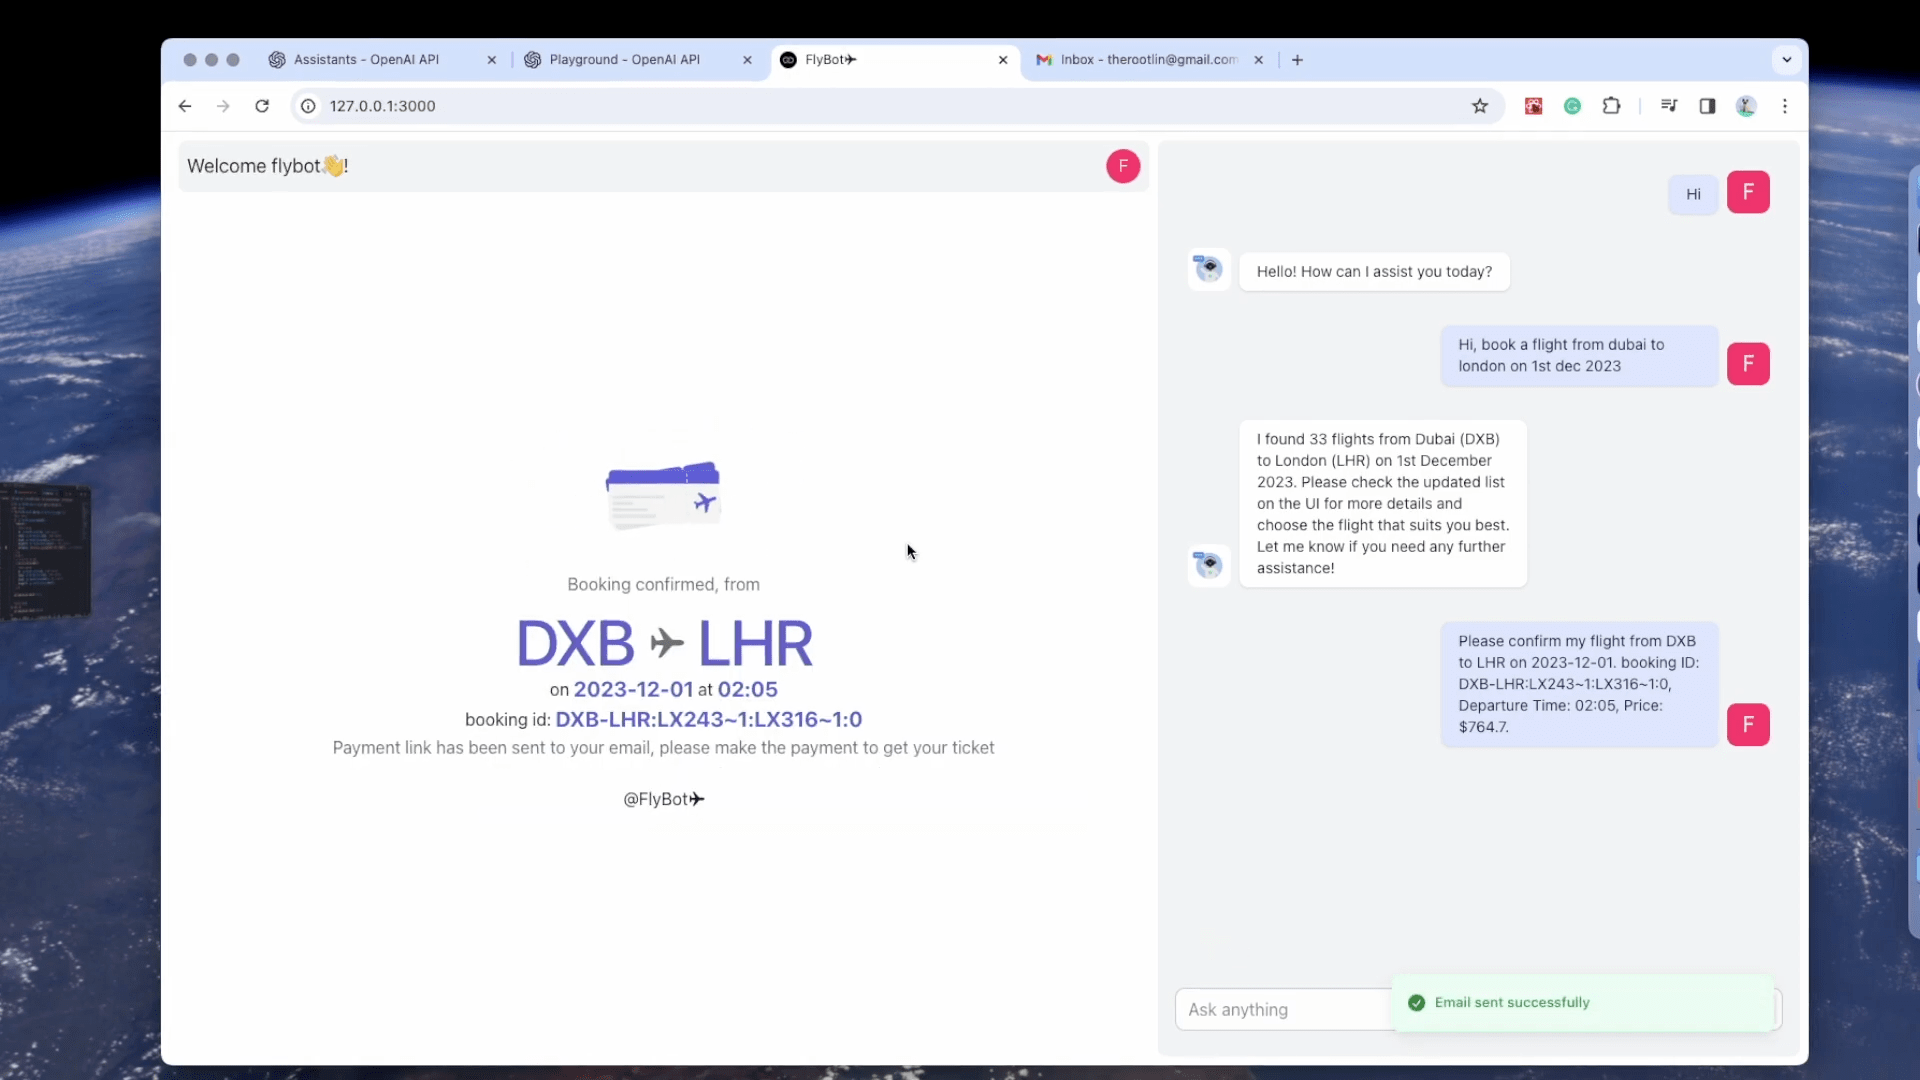 Assistants - OpenAI API
Playground - OpenAI API
FlyBot✈
Inbox - therootlin@gmail.com
127.0.0.1:3000
Welcome flybot👋!
F
Booking confirmed, from
DXB ✈ LHR
on 2023-12-01 at 02:05
booking id: DXB-LHR:LX243~1:LX316~1:0
Payment link has been sent to your email, please make the payment to get your ticket
@FlyBot✈
Hi
F
Hello! How can I assist you today?
Hi, book a flight from dubai to
london on 1st dec 2023
F
I found 33 flights from Dubai (DXB)
to London (LHR) on 1st December
2023. Please check the updated list
on the UI for more details and
choose the flight that suits you best.
Let me know if you need any further
assistance!
Please confirm my flight from DXB
to LHR on 2023-12-01. booking ID:
DXB-LHR:LX243~1:LX316~1:0,
Departure Time: 02:05, Price:
$764.7.
F
Ask anything
Email sent successfully